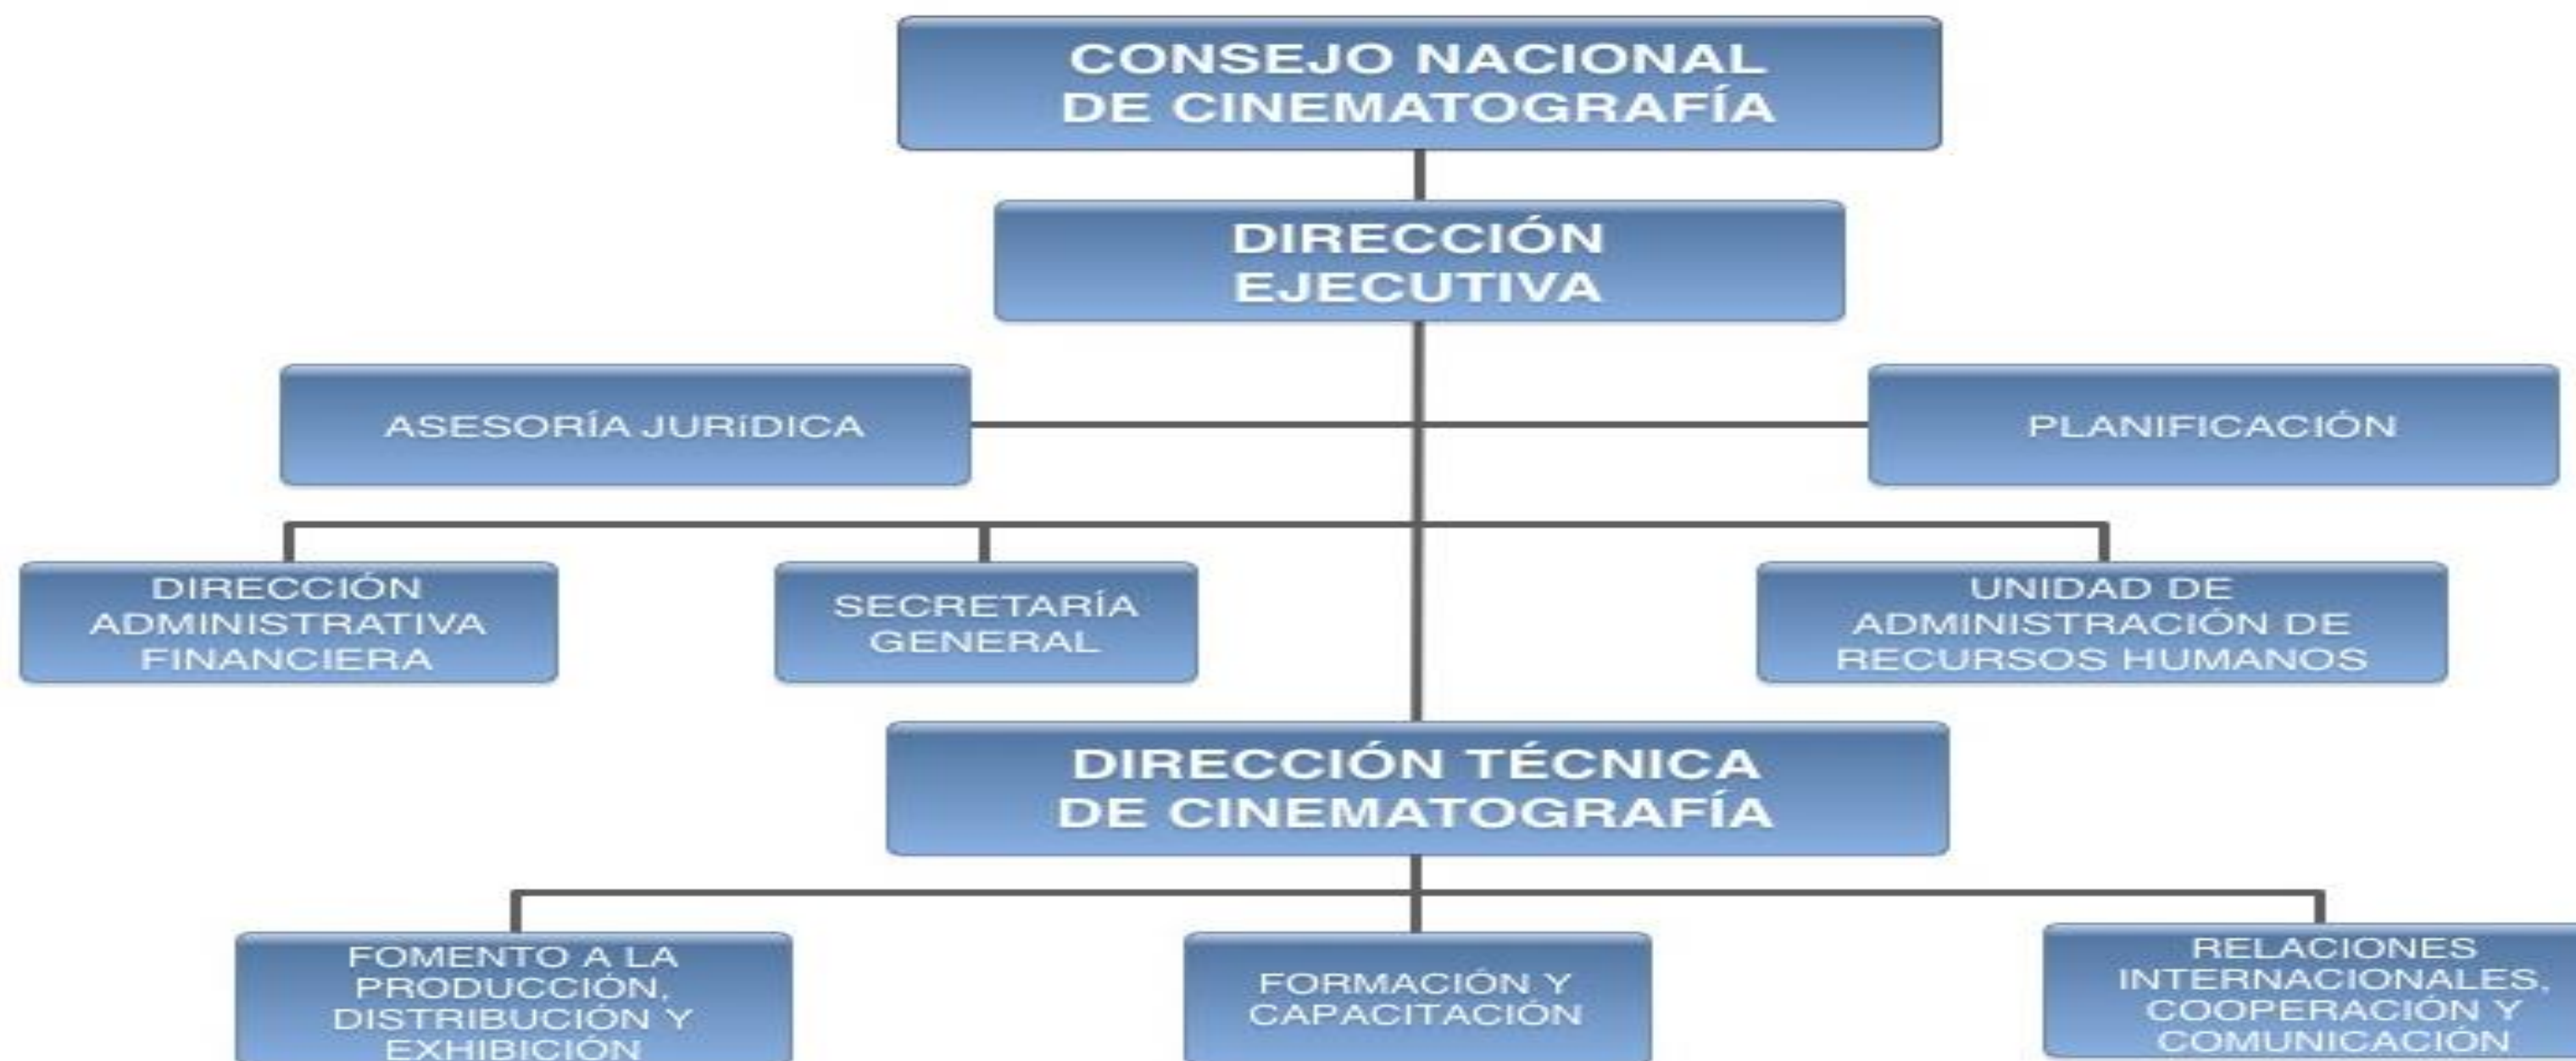 CONSEJO NACIONAL
DE CINEMATOGRAFÍA
DIRECCIÓN
EJECUTIVA
ASESORÍA JURíDICA
PLANIFICACIÓN
DIRECCIÓN
ADMINISTRATIVA
FINANCIERA
SECRETARÍA
GENERAL
UNIDAD DE
ADMINISTRACIÓN DE
RECURSOS HUMANOS
DIRECCIÓN TÉCNICA
DE CINEMATOGRAFÍA
FOMENTO A LA
PRODUCCIÓN,
DISTRIBUCIÓN Y
EXHIBICIÓN
FORMACIÓN Y
CAPACITACIÓN
RELACIONES
INTERNACIONALES,
COOPERACIÓN Y
COMUNICACIÓN